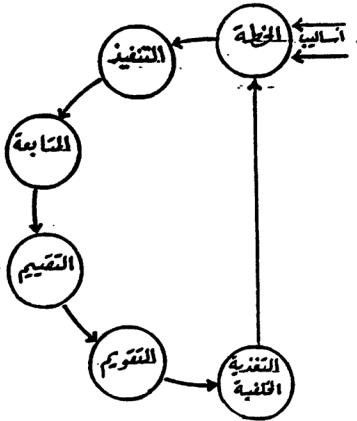 أساليب
الخطة
التنفيذ
المتابعة
التقييم
التقويم
التغذية
الخلفية